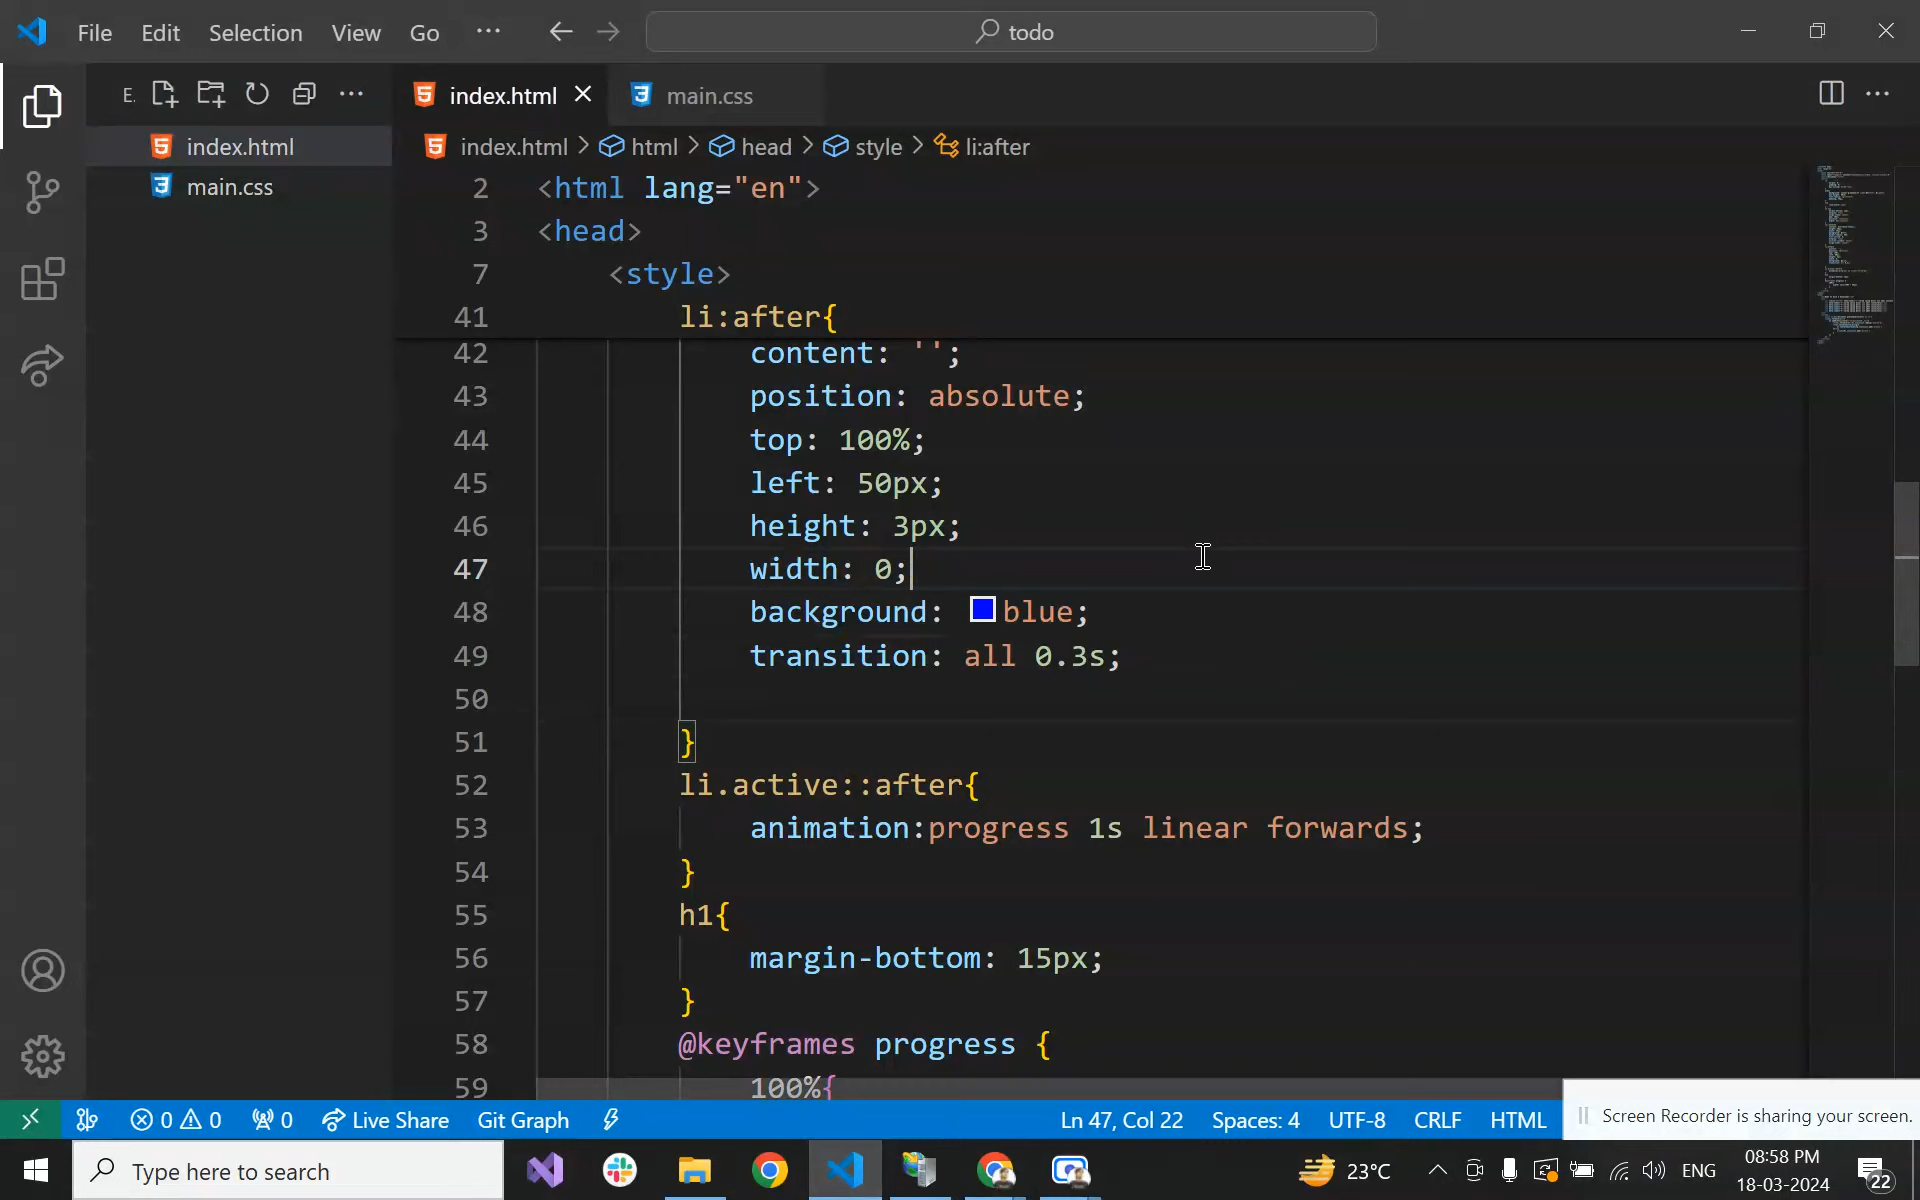 File Edit Selection View Go ··· todo
E.
index.html
main.css
index.html main.css
index.html > html > head > style > li:after
2 <html lang="en">
3 <head>
7 <style>
41 li:after{
42 content: '';
43 position: absolute;
44 top: 100%;
45 left: 50px;
46 height: 3px;
47 width: 0;
48 background: blue;
49 transition: all 0.3s;
50
51 }
52 li.active::after{
53 animation:progress 1s linear forwards;
54 }
55 h1{
56 margin-bottom: 15px;
57 }
58 @keyframes progress {
59 100%{
0 0 0 Live Share Git Graph Ln 47, Col 22 Spaces: 4 UTF-8 CRLF HTML
Screen Recorder is sharing your screen.
Type here to search
23°C ENG
08:58 PM
18-03-2024
22